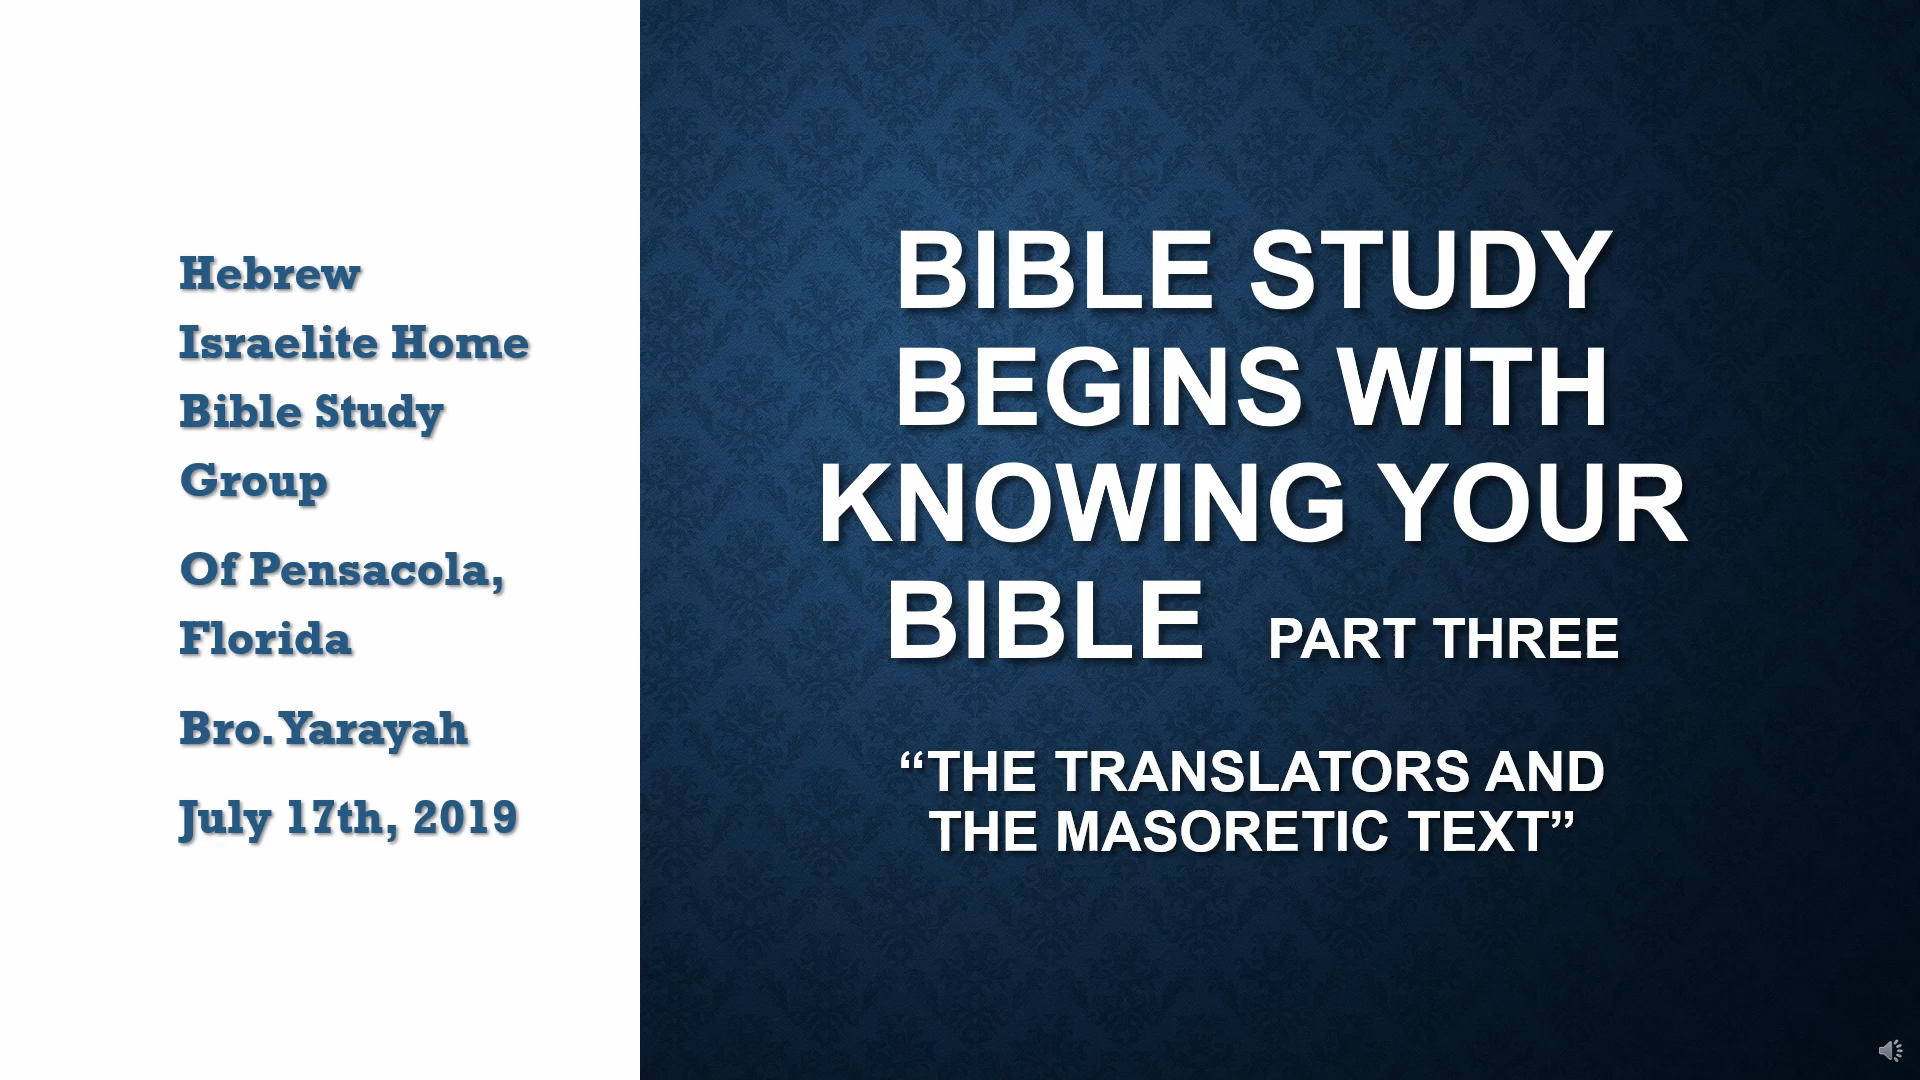 Hebrew
Israelite Home
Bible Study
Group
Of Pensacola,
Florida
Bro. Yarayah
July 17th, 2019
BIBLE STUDY
BEGINS WITH
KNOWING YOUR
BIBLE PART THREE
“THE TRANSLATORS AND
THE MASORETIC TEXT”